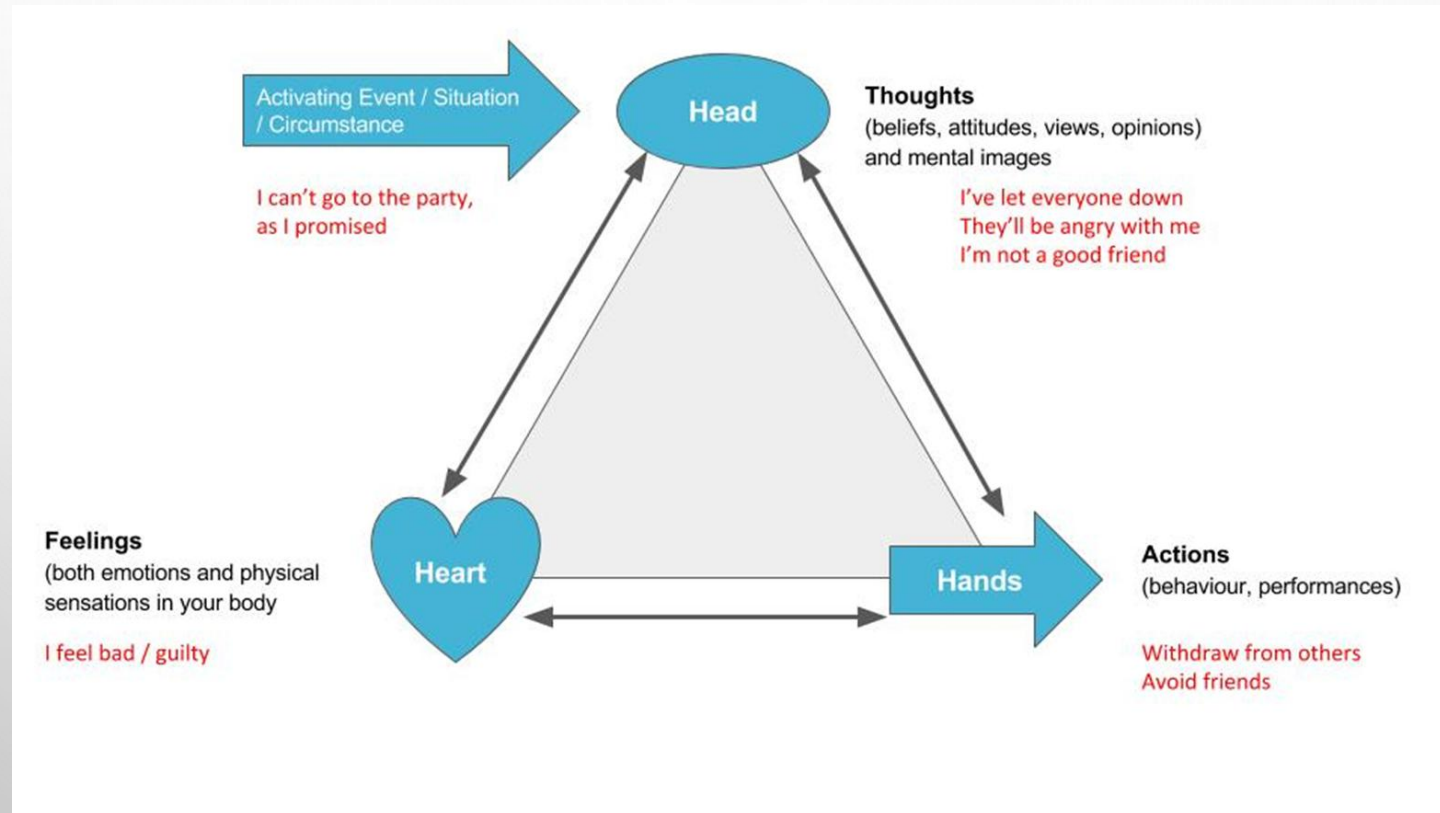 Activating Event / Situation
/ Circumstance
I can't go to the party,
as I promised
Head
Thoughts
(beliefs, attitudes, views, opinions)
and mental images
I've let everyone down
They'll be angry with me
I'm not a good friend
Feelings
(both emotions and physical
sensations in your body
I feel bad / guilty
Heart
Hands
Actions
(behaviour, performances)
Withdraw from others
Avoid friends